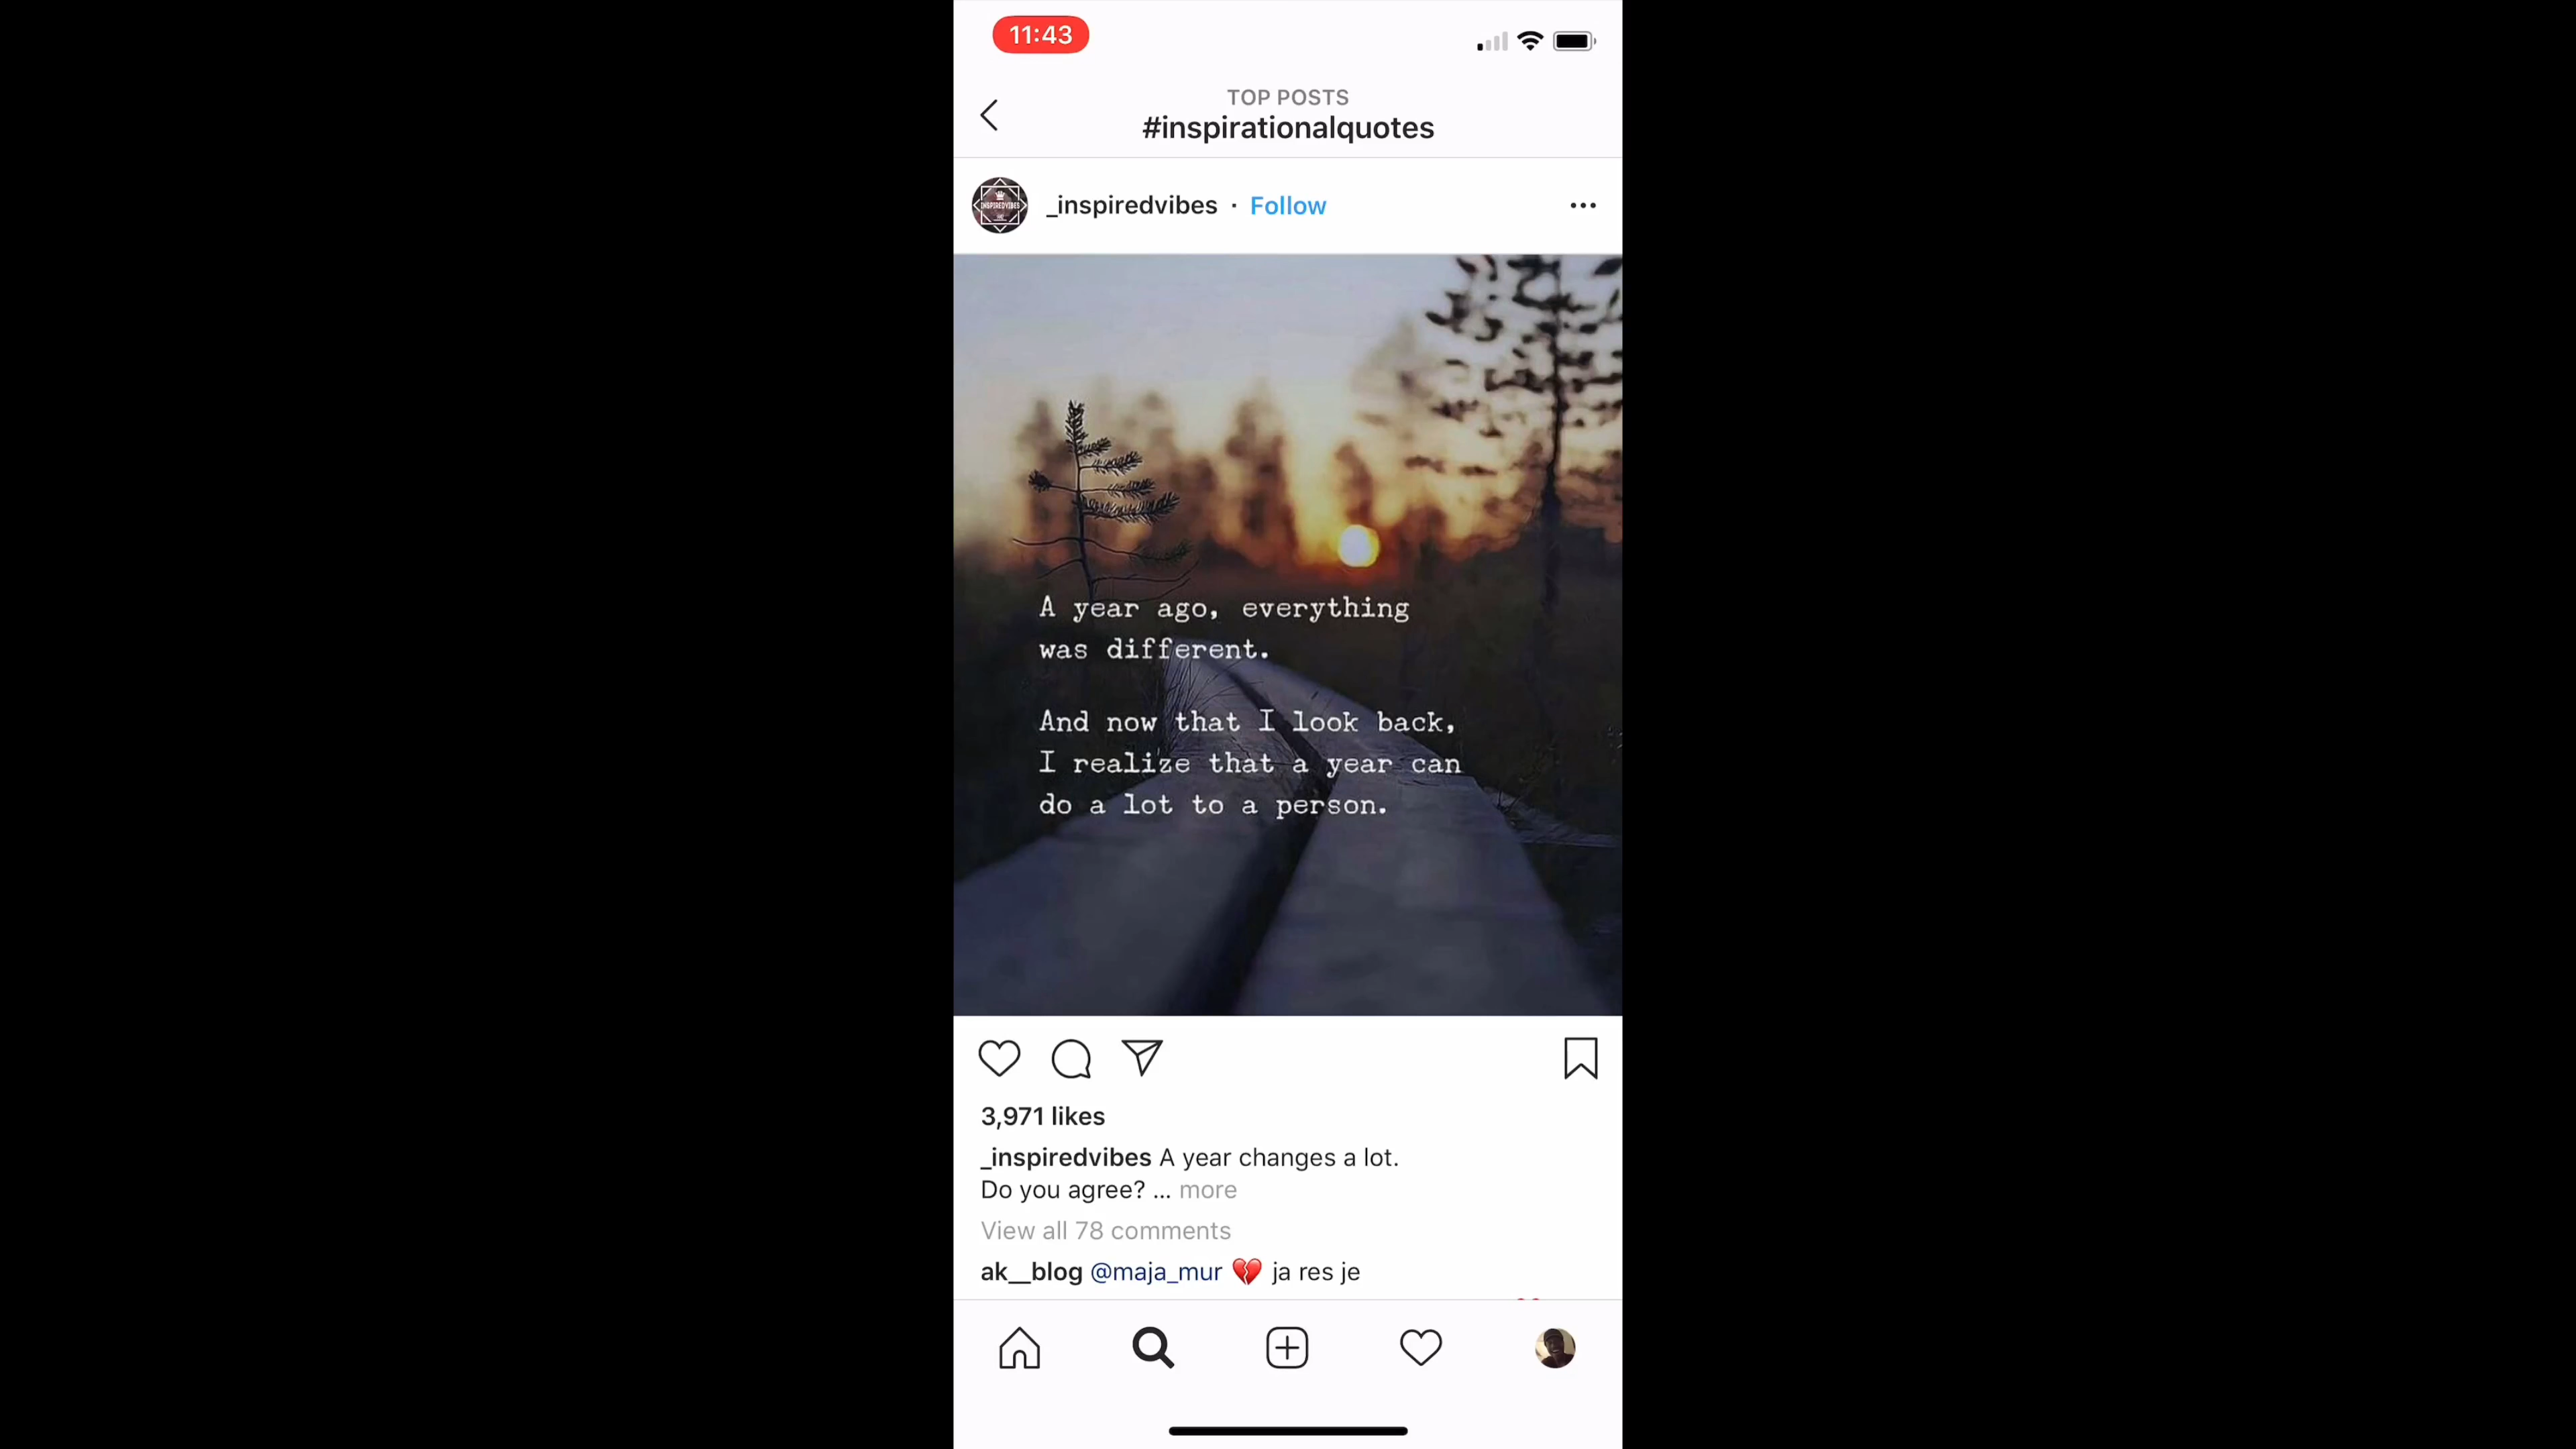 11:43
TOP POSTS
#inspirationalquotes
INSPIREDVIBES
_inspiredvibes · Follow
A year ago, everything
was different.
And now that I look back,
I realize that a year can
do a lot to a person.
3,971 likes
_inspiredvibes A year changes a lot.
Do you agree? ... more
View all 78 comments
ak__blog @maja_mur 💔 ja res je